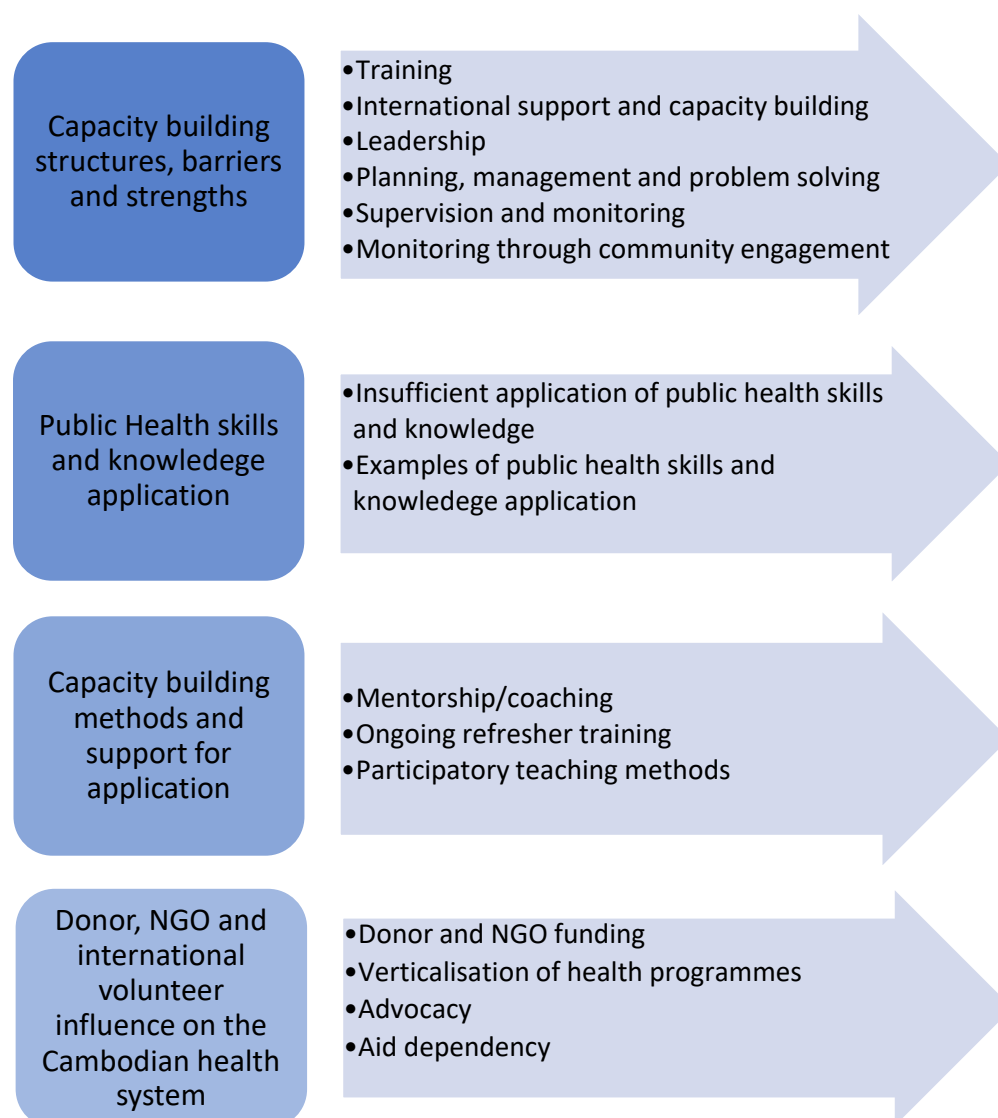 Capacity building
structures, barriers
and strengths
•Training
•International support and capacity building
•Leadership
•Planning, management and problem solving
•Supervision and monitoring
•Monitoring through community engagement
Public Health skills
and knowledege
application
•Insufficient application of public health skills
and knowledge
•Examples of public health skills and
knowledege application
Capacity building
methods and
support for
application
•Mentorship/coaching
•Ongoing refresher training
•Participatory teaching methods
Donor, NGO and
international
volunteer
influence on the
Cambodian health
system
•Donor and NGO funding
•Verticalisation of health programmes
•Advocacy
•Aid dependency